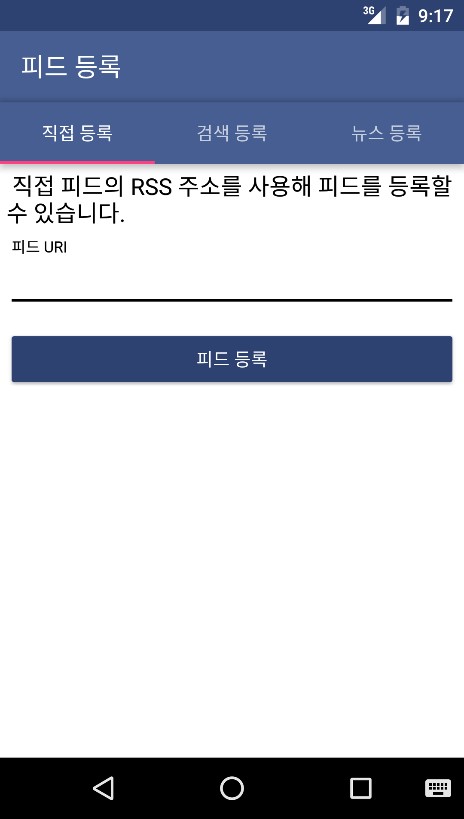 3G 9:17
피드 등록
직접 등록 검색 등록 뉴스 등록
직접 피드의 RSS 주소를 사용해 피드를 등록할
수 있습니다.
피드 URI
피드 등록